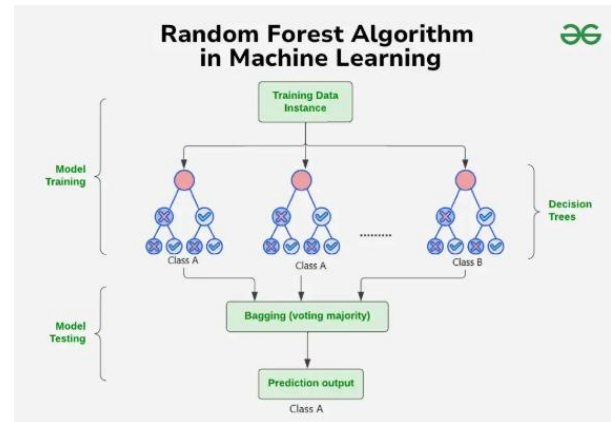 Random Forest Algorithm
in Machine Learning
Training Data
Instance
Model
Training
Decision
Trees
.........
Class A
Class A
Class B
Bagging (voting majority)
Model
Testing
Prediction output
Class A